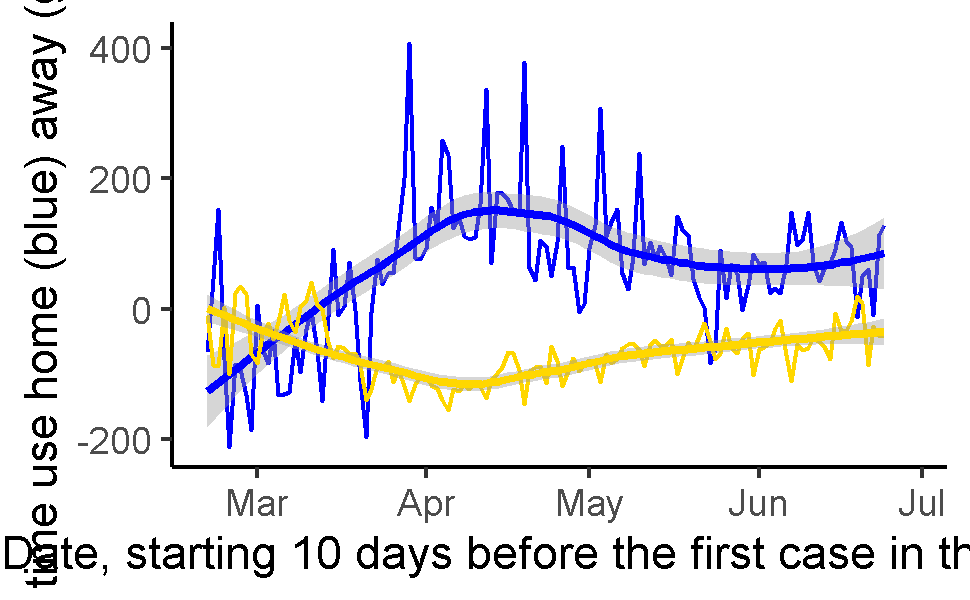 time use home (blue) away (
400
200
0
-200
Mar Apr May Jun Jul
Date, starting 10 days before the first case in th